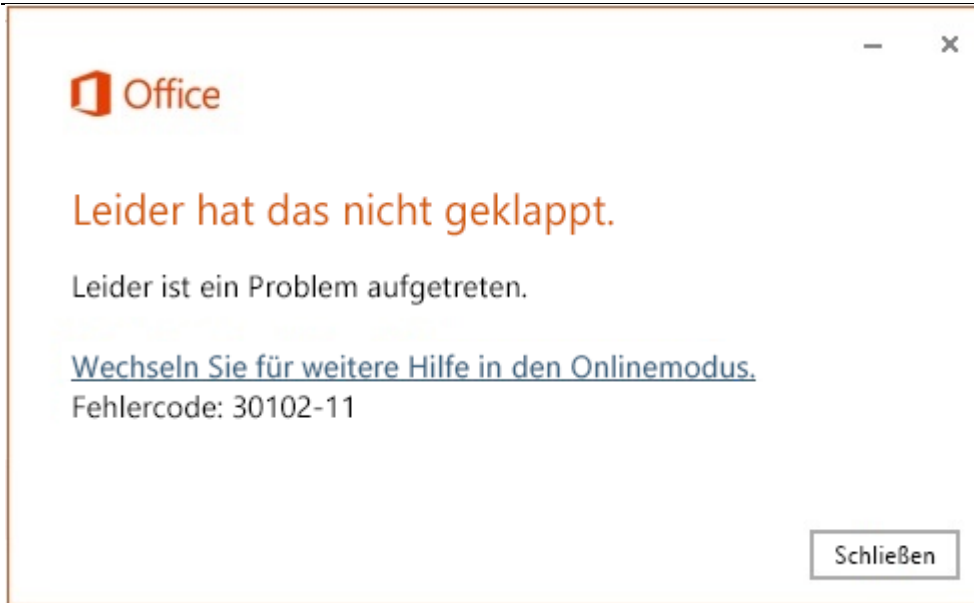 Office
Leider hat das nicht geklappt.
Leider ist ein Problem aufgetreten.
Wechseln Sie für weitere Hilfe in den Onlinemodus.
Fehlercode: 30102-11
Schließen